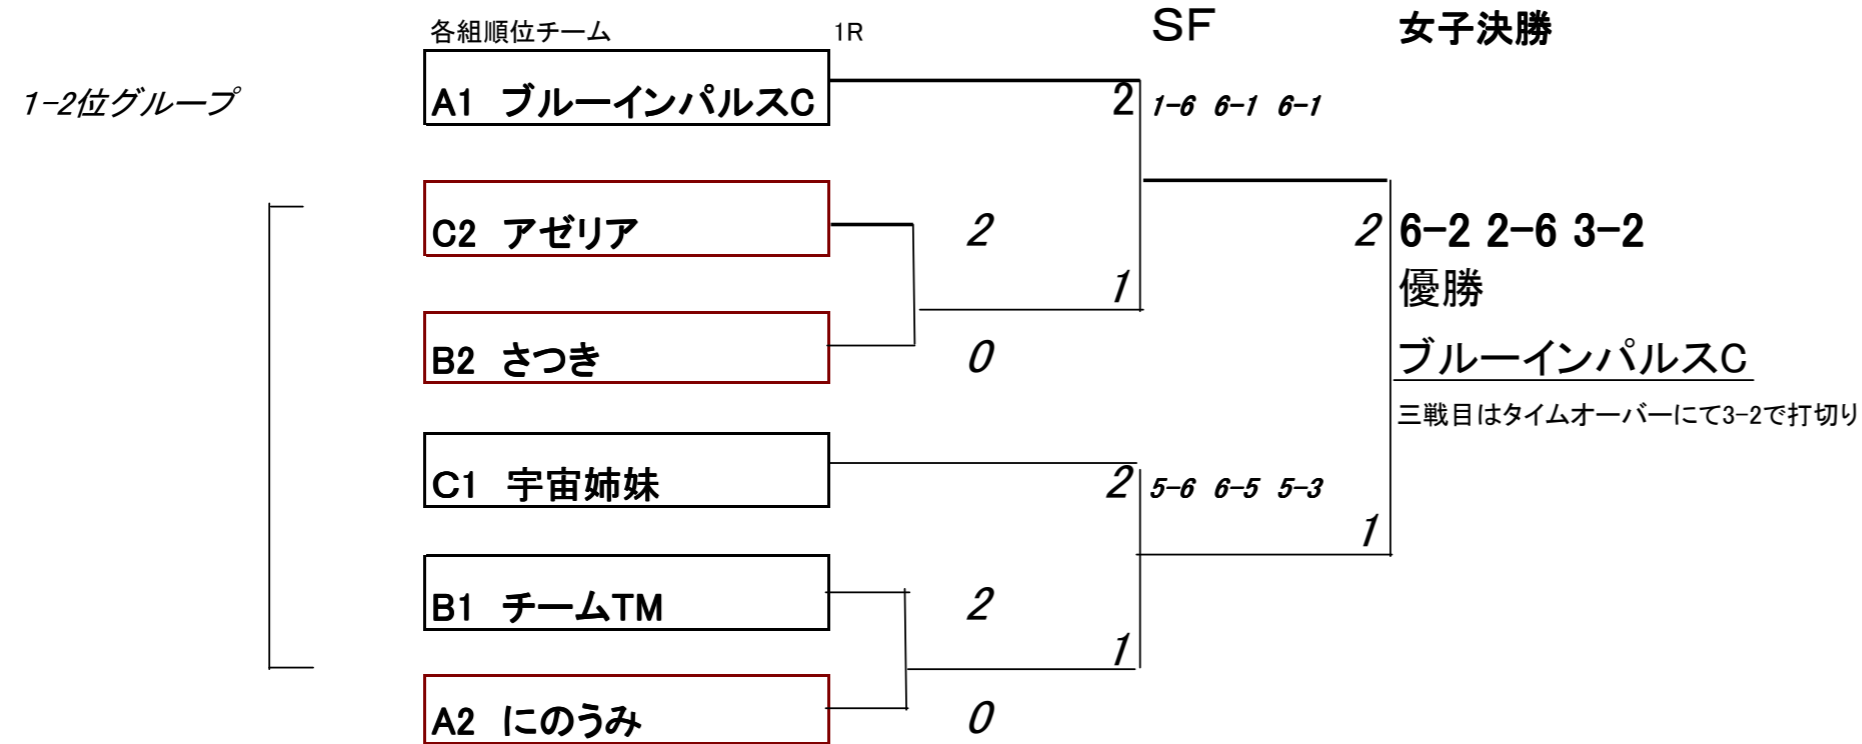 各組順位チーム 1R SF 女子決勝
1-2位グループ
A1 ブルーインパルスC 2 1-6 6-1 6-1
C2 アゼリア 2 2 6-2 2-6 3-2
1 優勝
B2 さつき 0 ブルーインパルスC
三戦目はタイムオーバーにて3-2で打切り
C1 宇宙姉妹 2 5-6 6-5 5-3
1
B1 チームTM 2
1
A2 にのうみ 0